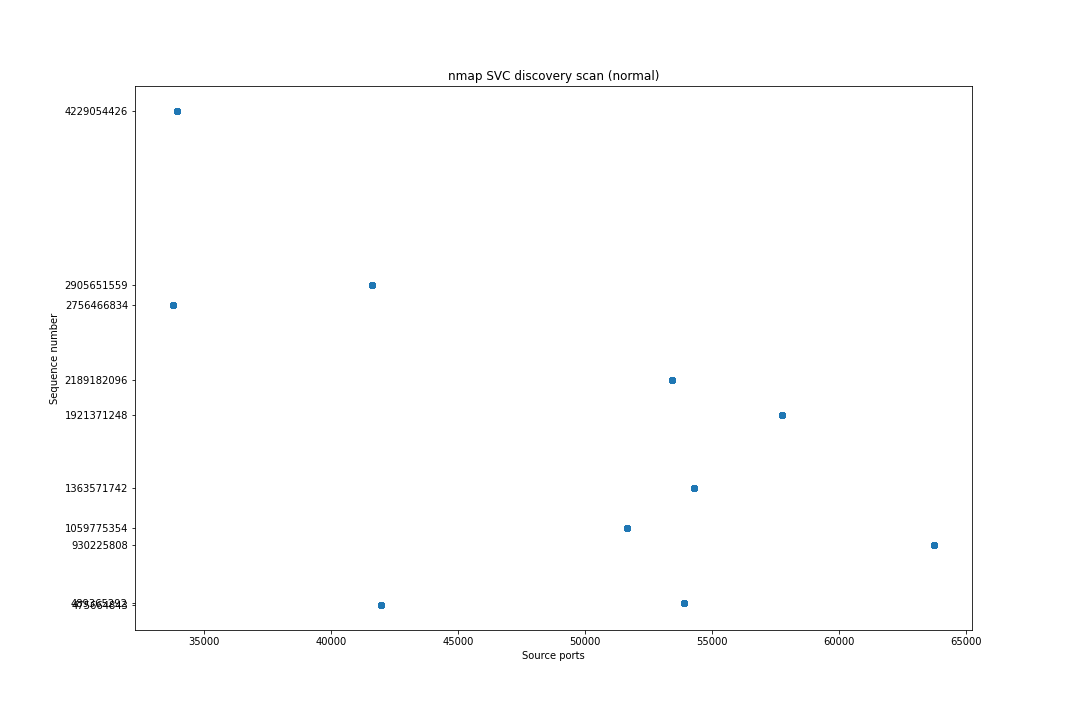 nmap SVC discovery scan (normal)
4229054426
2905651559
2756466834
Sequence number
2189182096
1921371248
1363571742
1059775354
930225808
35000 40000 45000 50000 55000 60000 65000
Source ports